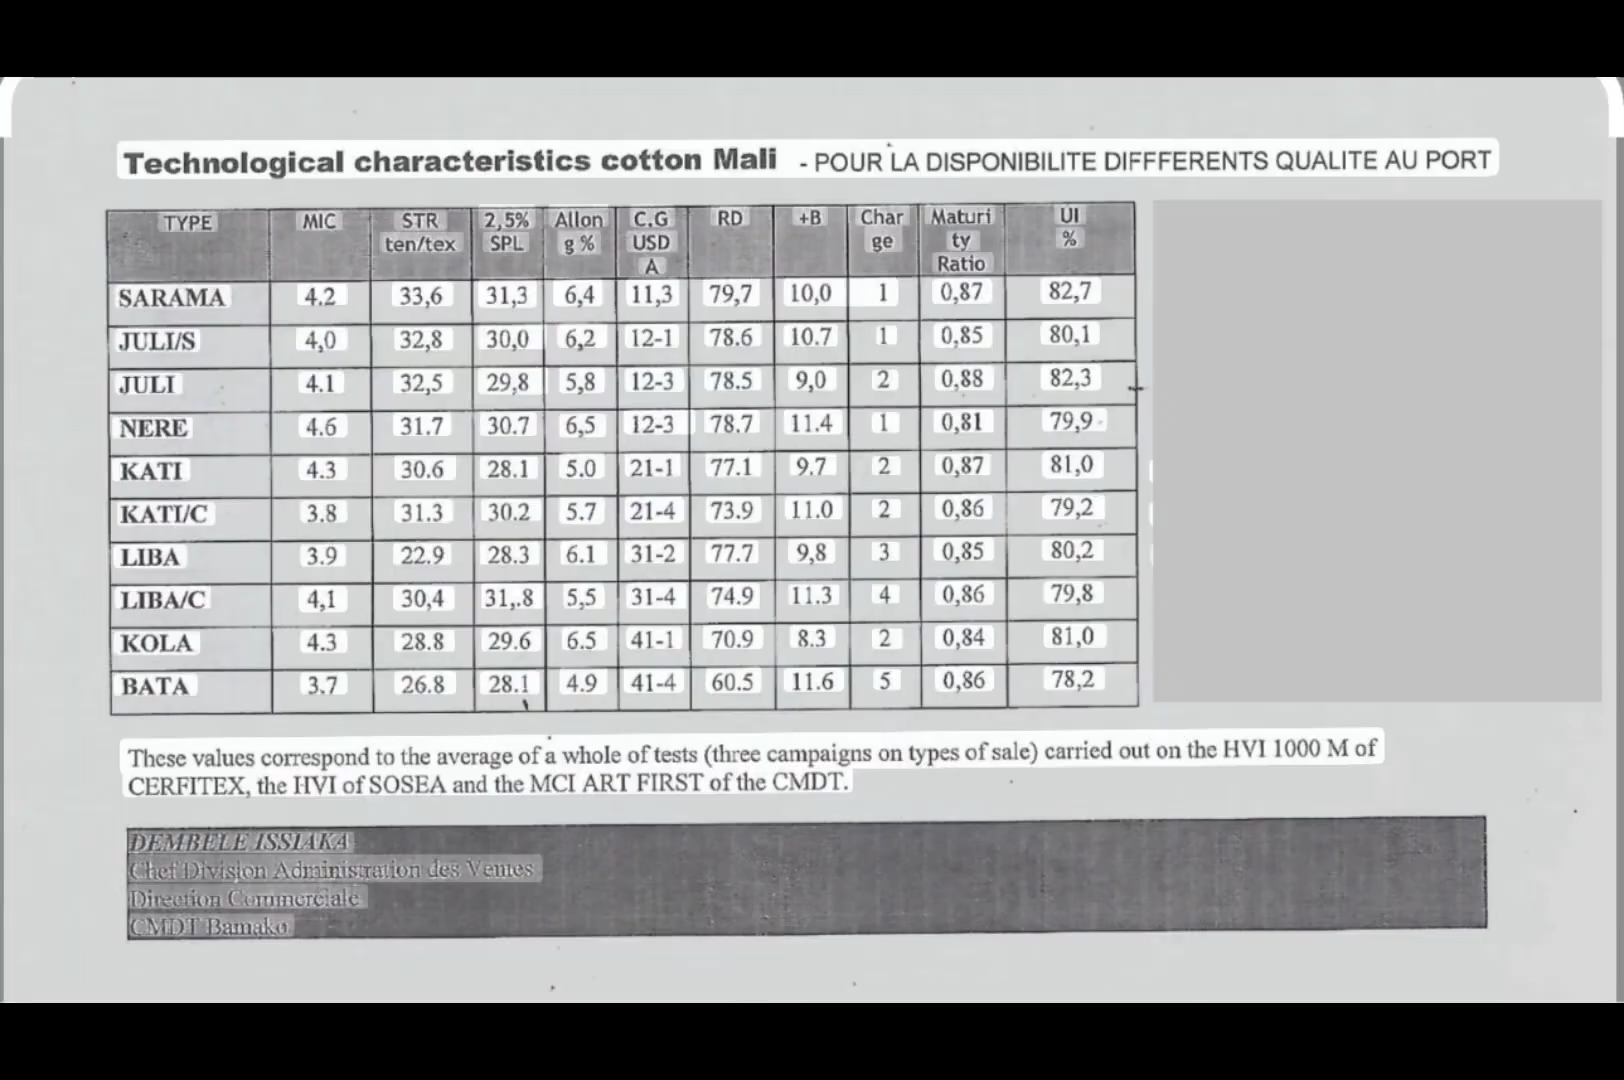 Technological characteristics cotton Mali - POUR LA DISPONIBILITE DIFFFERENTS QUALITE AU PORT
TYPE MIC STR ten/tex 2,5% SPL Allon g % C.G USD A RD +B Char ge Maturi ty Ratio UI %
SARAMA 4.2 33,6 31,3 6,4 11,3 79,7 10,0 1 0,87 82,7
JULI/S 4,0 32,8 30,0 6,2 12-1 78.6 10.7 1 0,85 80,1
JULI 4.1 32,5 29,8 5,8 12-3 78.5 9,0 2 0,88 82,3
NERE 4.6 31.7 30.7 6,5 12-3 78.7 11.4 1 0,81 79,9
KATI 4.3 30.6 28.1 5.0 21-1 77.1 9.7 2 0,87 81,0
KATI/C 3.8 31.3 30.2 5.7 21-4 73.9 11.0 2 0,86 79,2
LIBA 3.9 22.9 28.3 6.1 31-2 77.7 9,8 3 0,85 80,2
LIBA/C 4,1 30,4 31,.8 5,5 31-4 74.9 11.3 4 0,86 79,8
KOLA 4.3 28.8 29.6 6.5 41-1 70.9 8.3 2 0,84 81,0
BATA 3.7 26.8 28.1 4.9 41-4 60.5 11.6 5 0,86 78,2
These values correspond to the average of a whole of tests (three campaigns on types of sale) carried out on the HVI 1000 M of
CERFITEX, the HVI of SOSEA and the MCI ART FIRST of the CMDT.
DEMBELE ISSIAKA
Chef Division Administration des Ventes
Direction Commerciale
CMDT Bamako